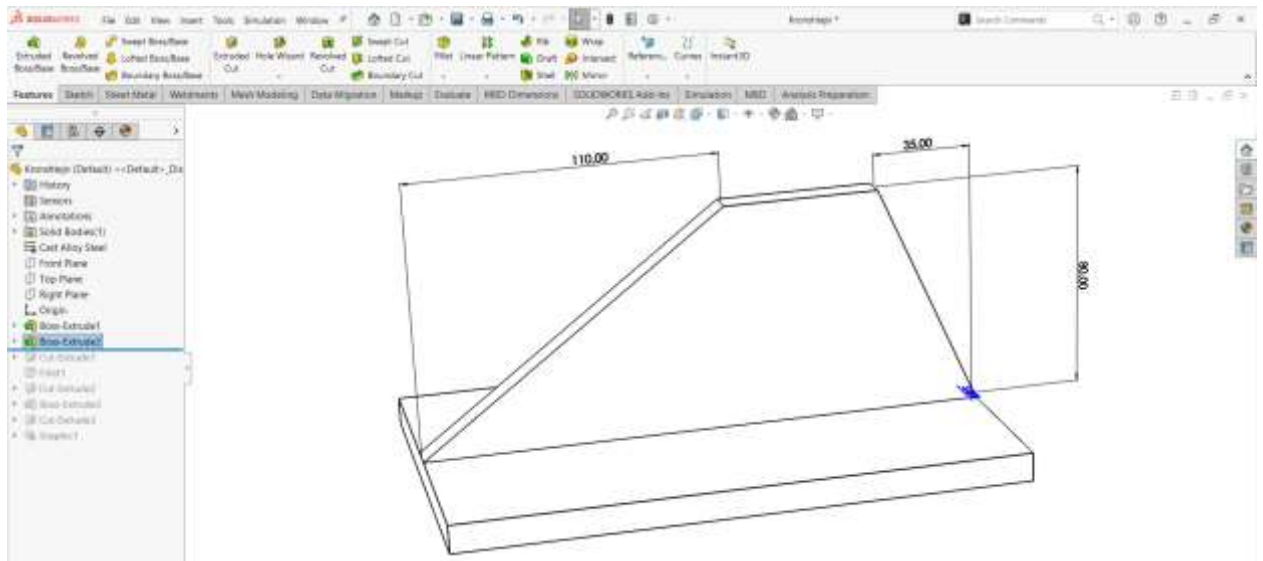 SOLIDWORKS File Edit View Insert Tools Simulation Window
Search Commands
Extruded Boss/Base
Revolved Boss/Base
Swept Boss/Base
Lofted Boss/Base
Boundary Boss/Base
Extruded Cut
Hole Wizard
Revolved Cut
Swept Cut
Lofted Cut
Boundary Cut
Fillet
Linear Pattern
Rib
Draft
Shell
Wrap
Intersect
Mirror
Curves
Instant3D
Features Sketch Sheet Metal Weldments Mesh Modeling Data Migration Markup Evaluate MBD Dimensions SOLIDWORKS Add-Ins Simulation MBD Analysis Preparation
History
Sensors
Annotations
Solid Bodies(1)
Cast Alloy Steel
Front Plane
Top Plane
Right Plane
Origin
Boss-Extrude1
Boss-Extrude2
Cut-Extrude1
Fillet1
110,00
35,00
90,00